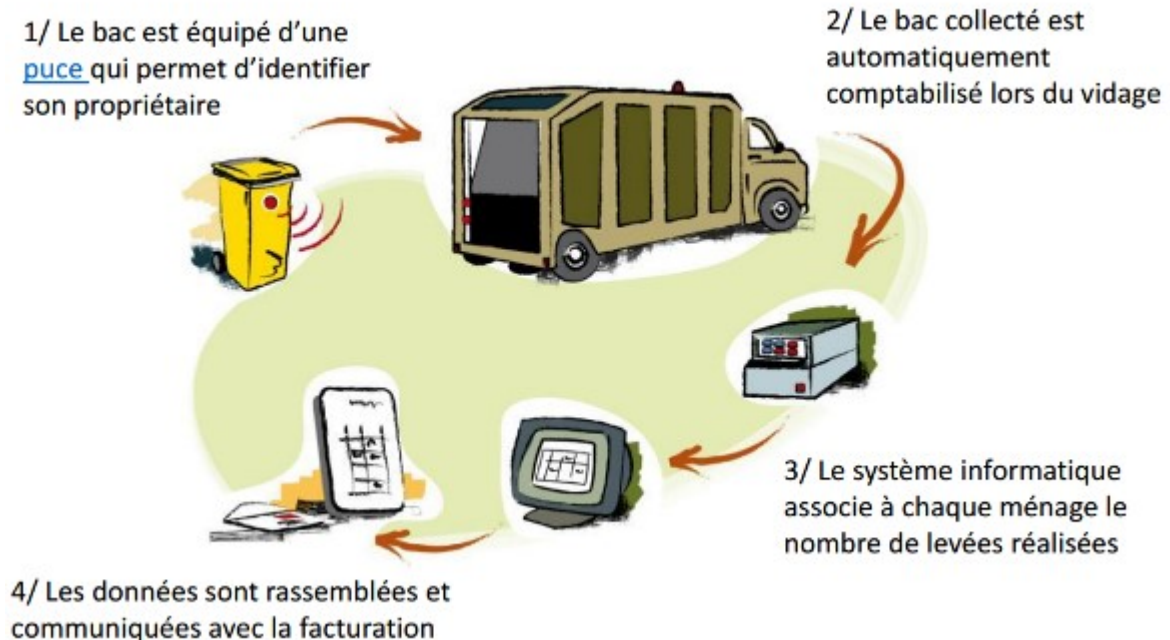 1/ Le bac est équipé d'une
puce qui permet d'identifier
son propriétaire
2/ Le bac collecté est
automatiquement
comptabilisé lors du vidage
3/ Le système informatique
associe à chaque ménage le
nombre de levées réalisées
4/ Les données sont rassemblées et
communiquées avec la facturation